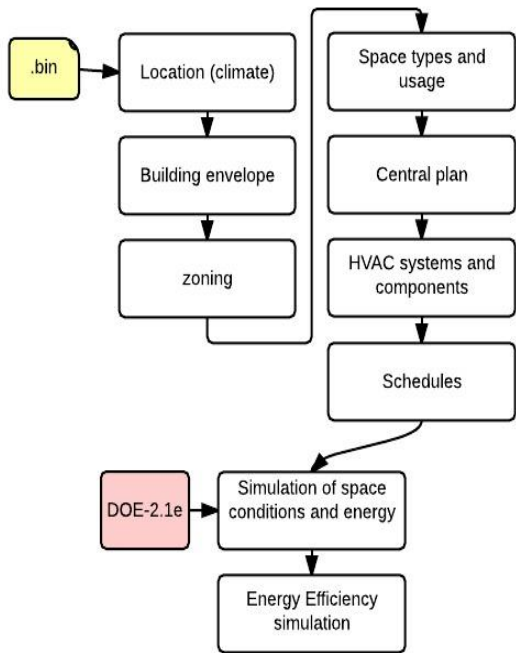 .bin
Location (climate)
Building envelope
zoning
Space types and
usage
Central plan
HVAC systems and
components
Schedules
DOE-2.1e
Simulation of space
conditions and energy
Energy Efficiency
simulation